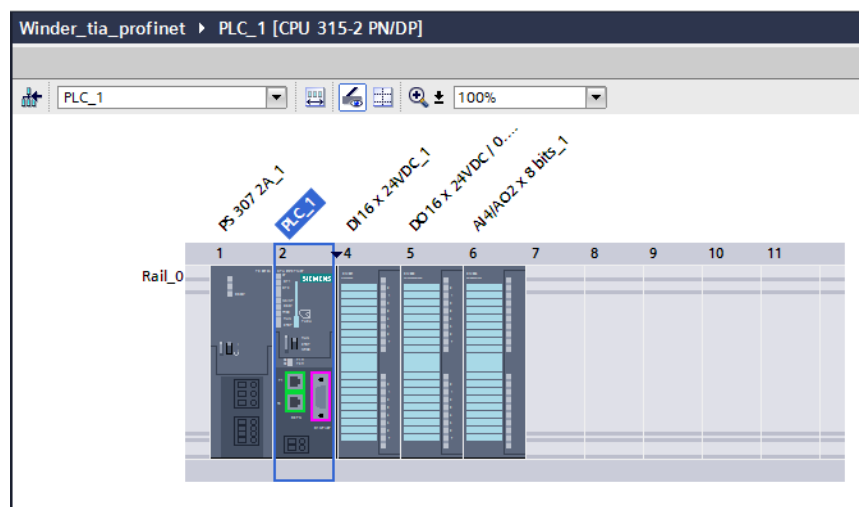 Winder_tia_profinet ▸ PLC_1 [CPU 315-2 PN/DP]
PLC_1
100%
PS 307 2A_1
PLC_1
DI16 x 24VDC_1
DO16 x 24VDC / 0....
AI4/AO2 x 8 bits_1
1 2 4 5 6 7 8 9 10 11
Rail_0
SIEMENS